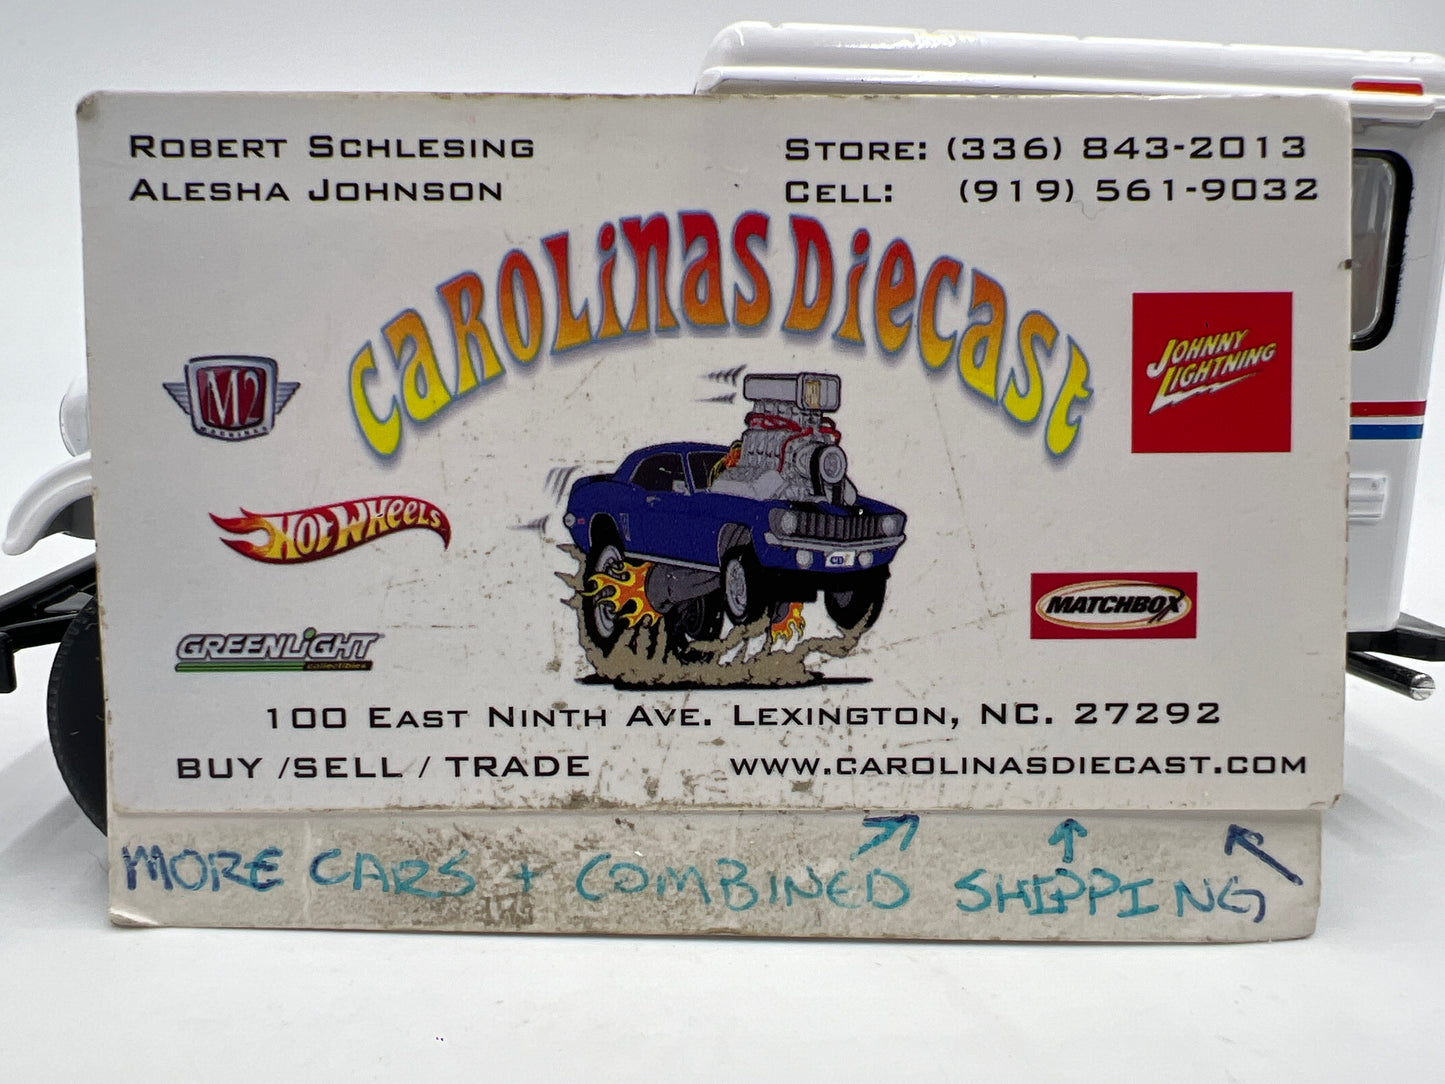 ROBERT SCHLESING
ALESHA JOHNSON
STORE: (336) 843-2013
CELL: (919) 561-9032
CAROLINAS DIECAST
M2
MACHINES
JOHNNY
LIGHTNING
HOT WHEELS
MATCHBOX
GREENLIGHT
collectibles
100 EAST NINTH AVE. LEXINGTON, NC. 27292
BUY /SELL / TRADE
WWW.CAROLINASDIECAST.COM
MORE CARS + COMBINED SHIPPING